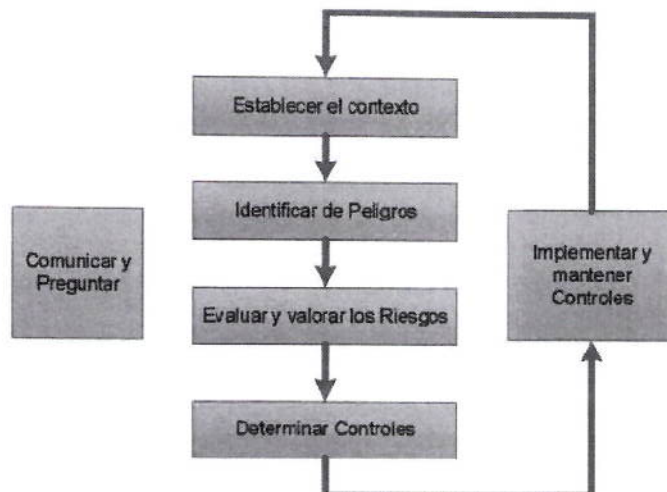 Establecer el contexto
Identificar de Peligros
Comunicar y
Preguntar
Implementar y
mantener
Controles
Evaluar y valorar los Riesgos
Determinar Controles